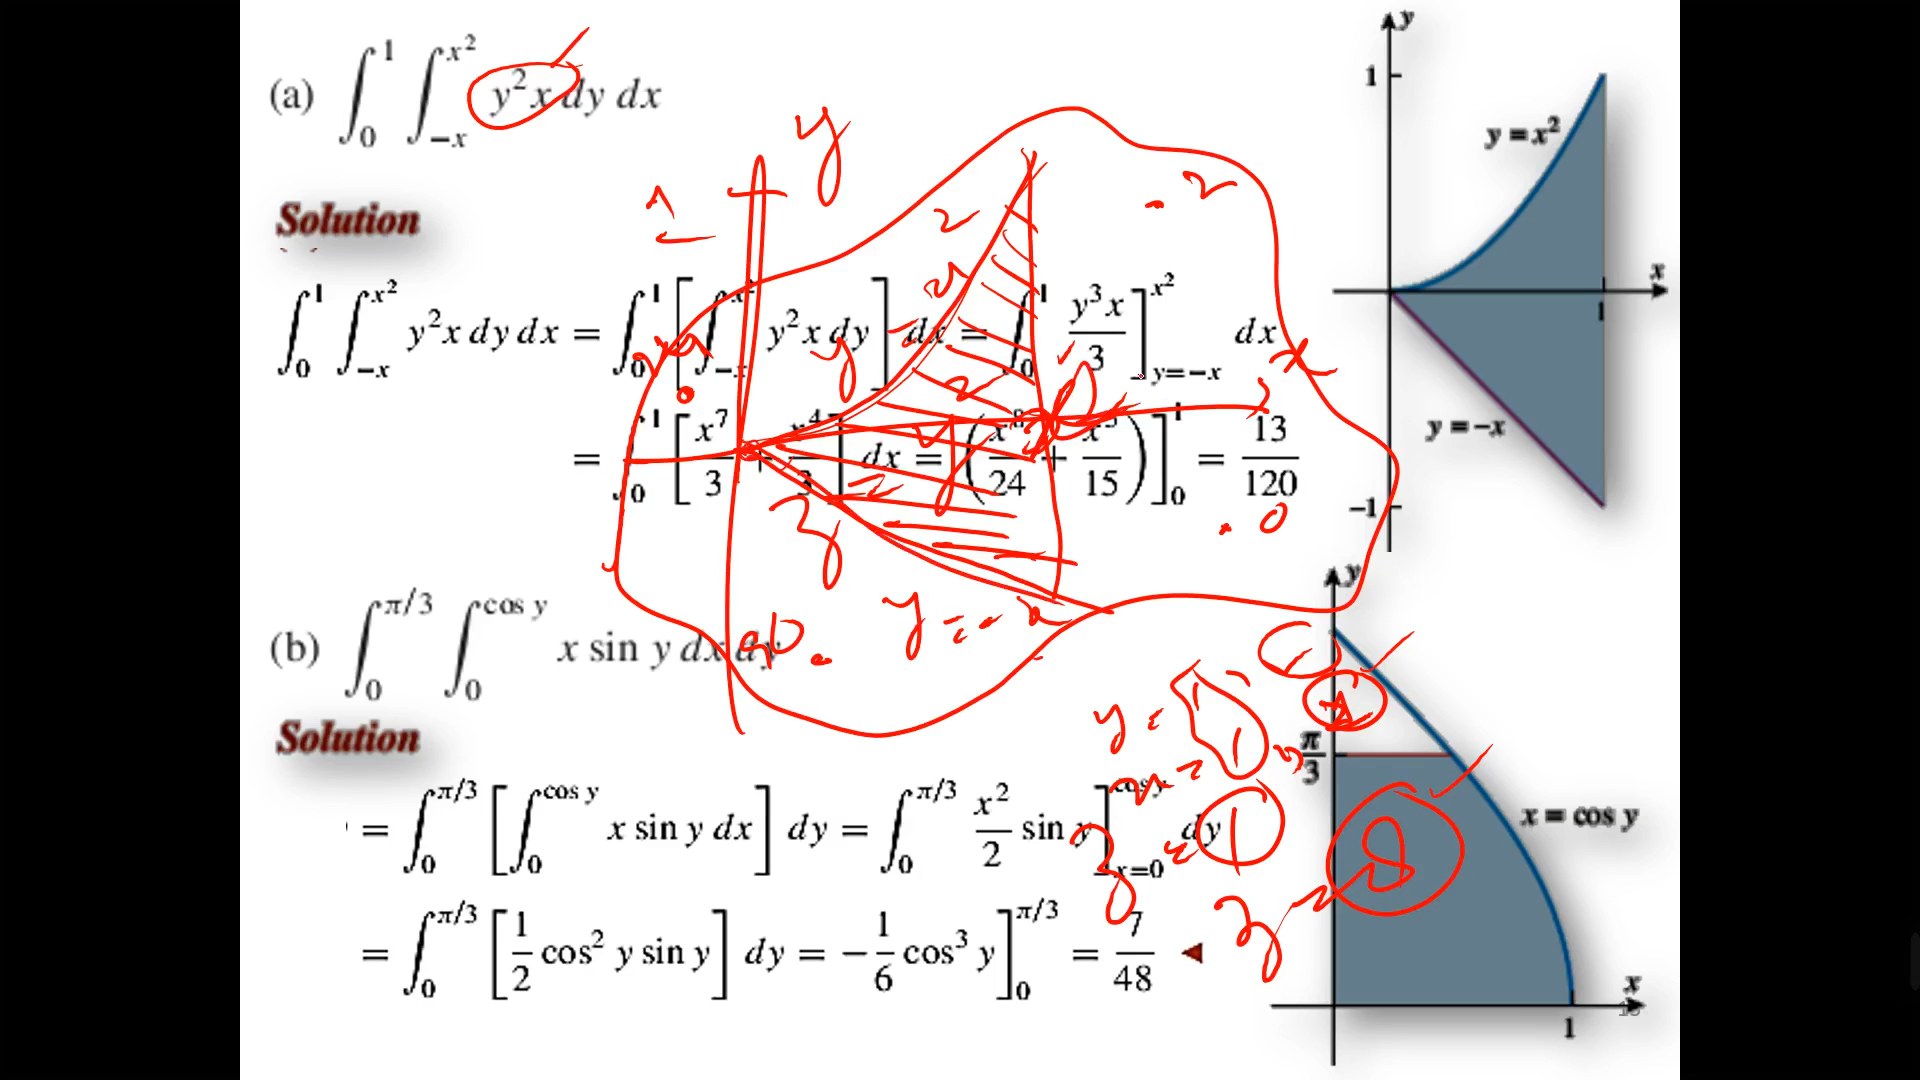 (a) ∫₀¹ ∫₋ₓ^{x²} y²x dy dx
Solution
∫₀¹ ∫₋ₓ^{x²} y²x dy dx = ∫₀¹ [∫₋ₓ^{x²} y²x dy] dx = ∫₀¹ y³x/3 ]_{y=−x}^{x²} dx
= ∫₀¹ [x⁷/3 + x⁴/3] dx = (x⁸/24 + x⁵/15)]₀¹ = 13/120
(b) ∫₀^{π/3} ∫₀^{cos y} x sin y dx dy
Solution
= ∫₀^{π/3} [∫₀^{cos y} x sin y dx] dy = ∫₀^{π/3} x²/2 sin y ]_{x=0}^{cos y} dy
= ∫₀^{π/3} [1/2 cos² y sin y] dy = −1/6 cos³ y ]₀^{π/3} = 7/48
y
1
y = x²
x
1
y = −x
−1
y
π/3
x = cos y
x
1
y
1
x
y = -x